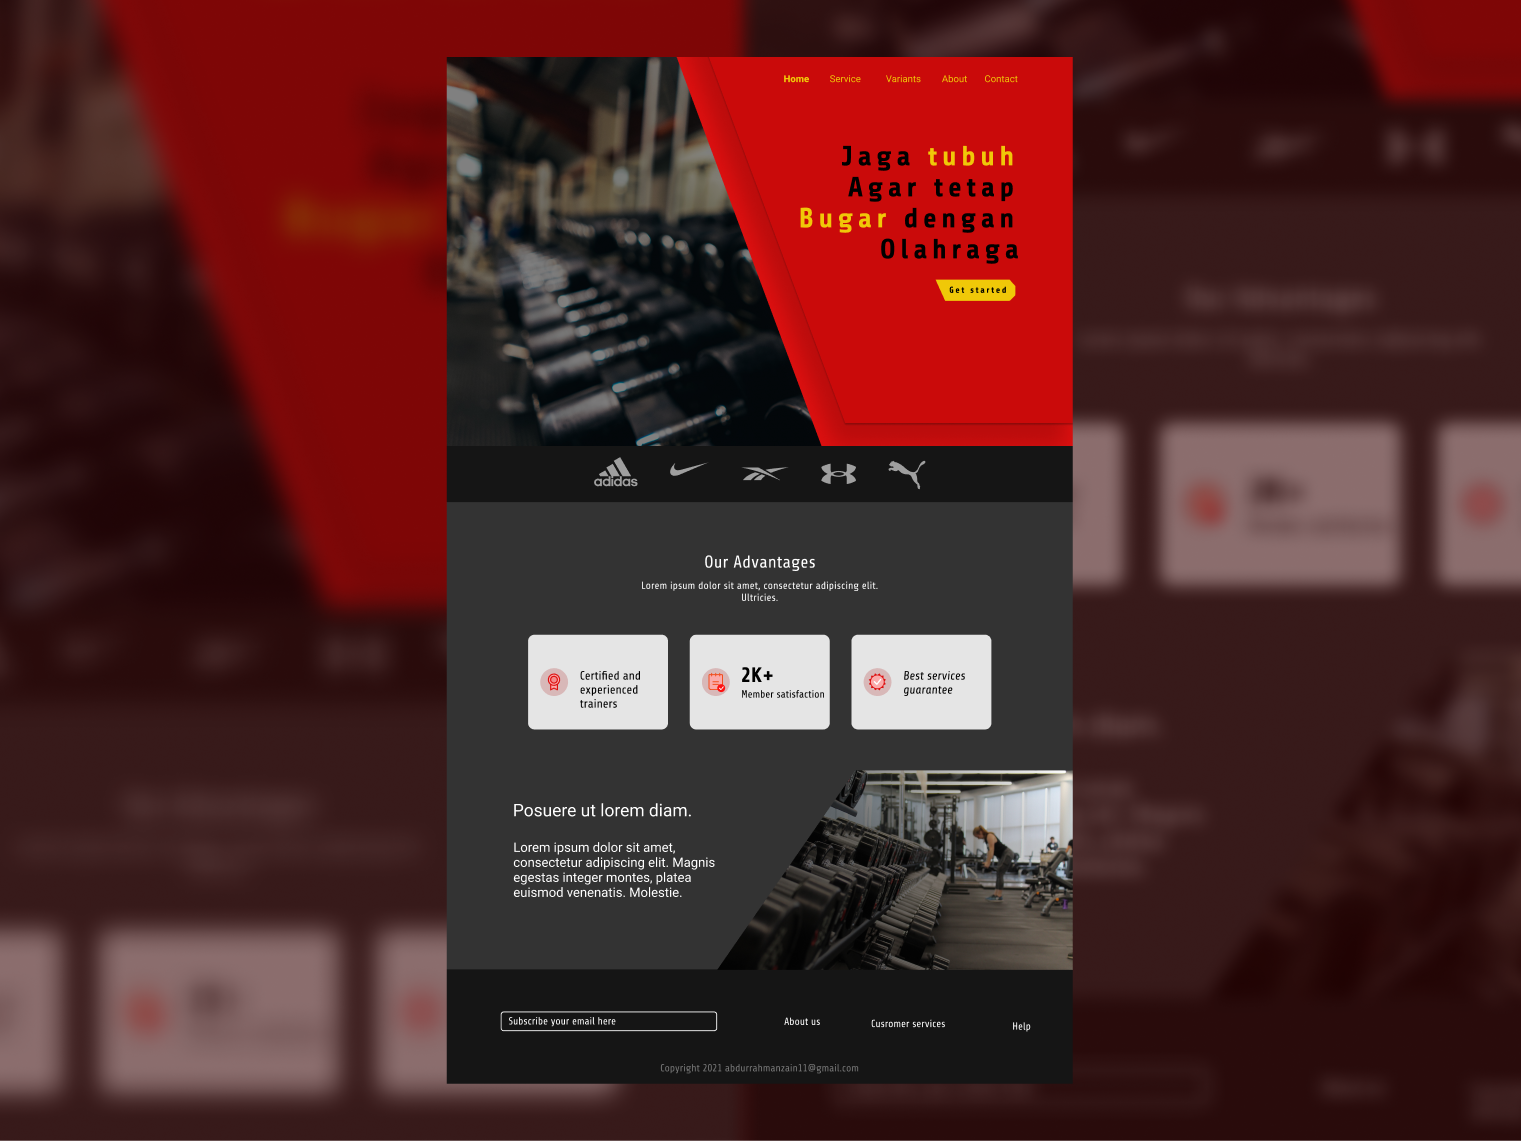 Home Service Variants About Contact
Jaga tubuh
Agar tetap
Bugar dengan
Olahraga
Get started
adidas
Our Advantages
Lorem ipsum dolor sit amet, consectetur adipiscing elit.
Ultricies.
Certified and
experienced
trainers
2K+
Member satisfaction
Best services
guarantee
Posuere ut lorem diam.
Lorem ipsum dolor sit amet,
consectetur adipiscing elit. Magnis
egestas integer montes, platea
euismod venenatis. Molestie.
Subscribe your email here
About us
Cusromer services
Help
Copyright 2021 abdurrahmanzain11@gmail.com